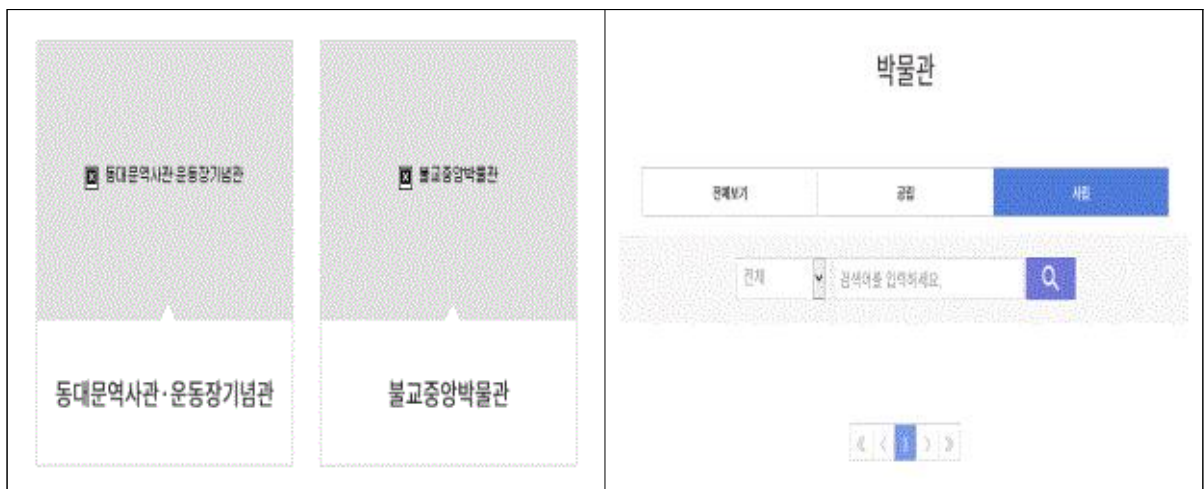 동대문역사관·운동장기념관
불교중앙박물관
동대문역사관·운동장기념관
불교중앙박물관
박물관
전체보기
공립
사립
전체
검색어를 입력하세요.
《 〈 1 〉 》